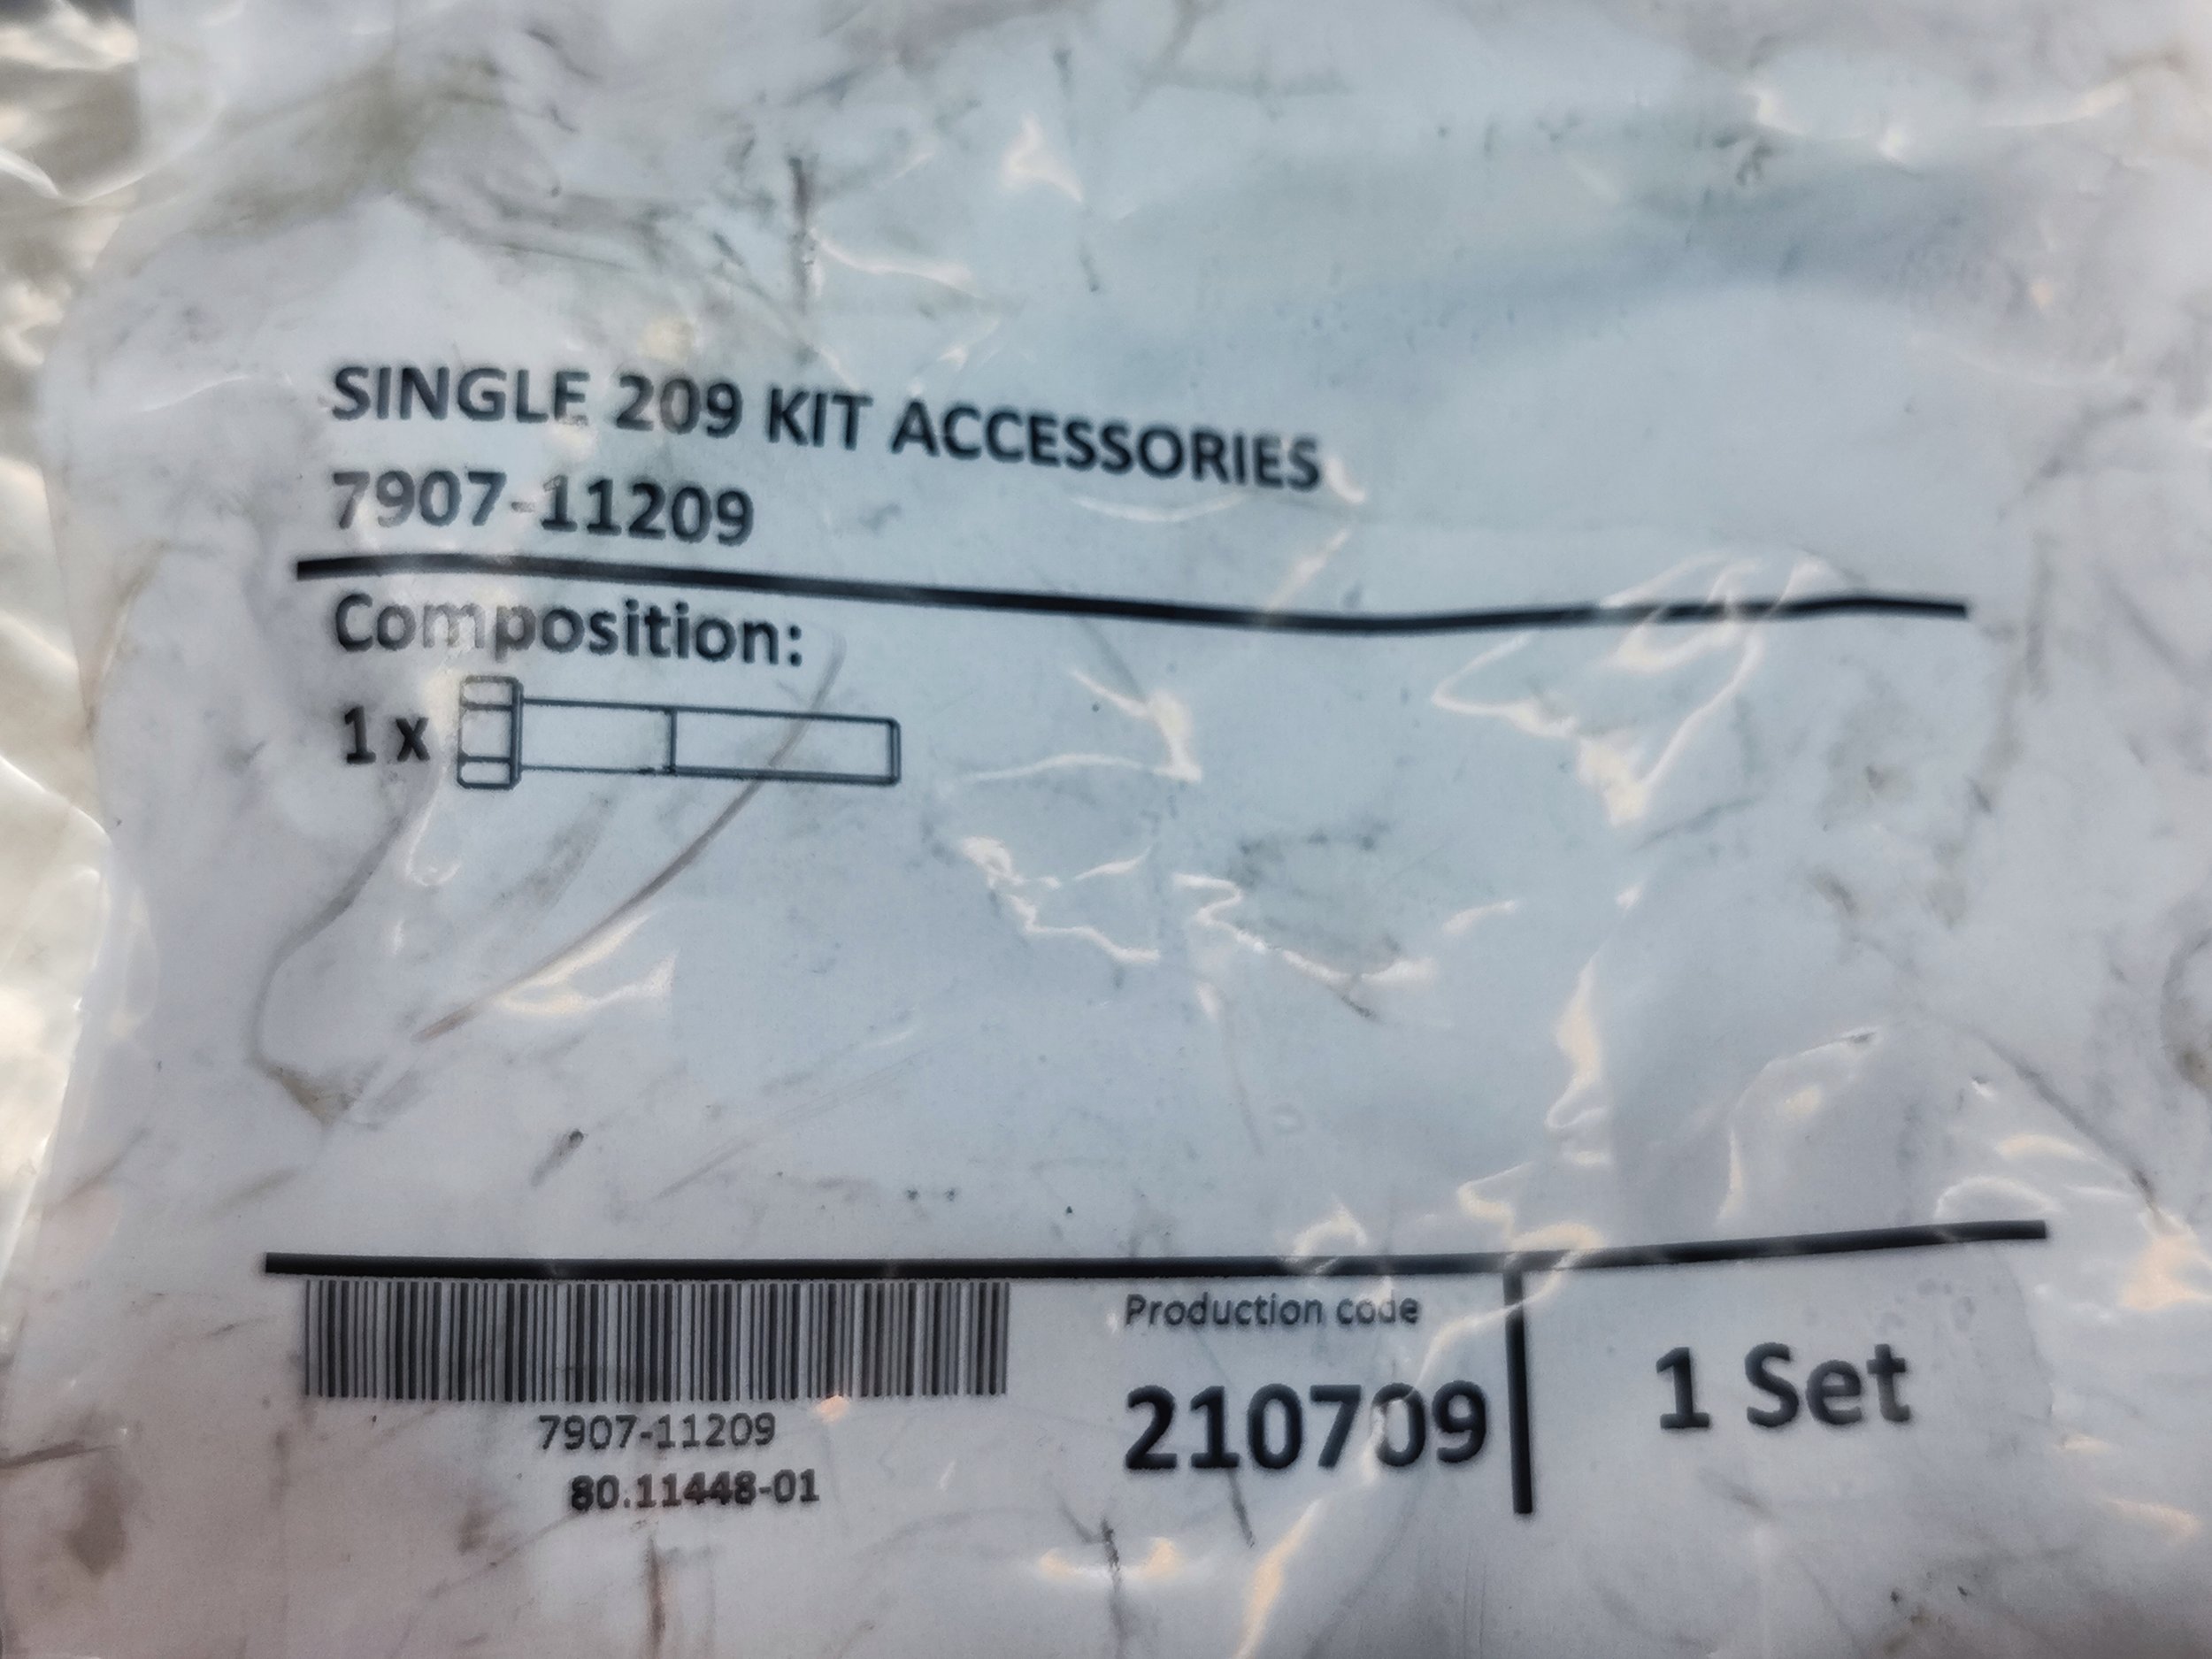 SINGLE 209 KIT ACCESSORIES
7907-11209
Composition:
1 x
7907-11209
80.11448-01
Production code
210709
1 Set